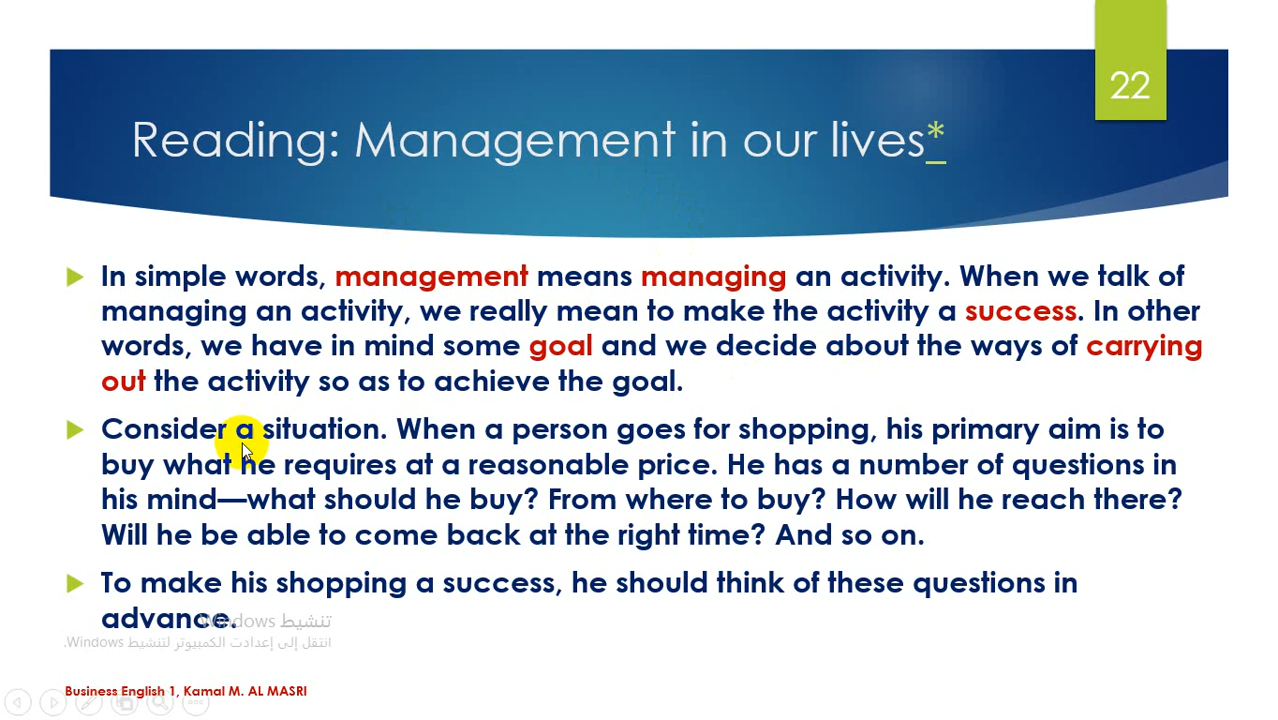 22
Reading: Management in our lives*
In simple words, management means managing an activity. When we talk of
managing an activity, we really mean to make the activity a success. In other
words, we have in mind some goal and we decide about the ways of carrying
out the activity so as to achieve the goal.
Consider a situation. When a person goes for shopping, his primary aim is to
buy what he requires at a reasonable price. He has a number of questions in
his mind—what should he buy? From where to buy? How will he reach there?
Will he be able to come back at the right time? And so on.
To make his shopping a success, he should think of these questions in
advance.
تنشيط Windows
انتقل إلى إعدادات الكمبيوتر لتنشيط Windows.
Business English 1, Kamal M. AL MASRI